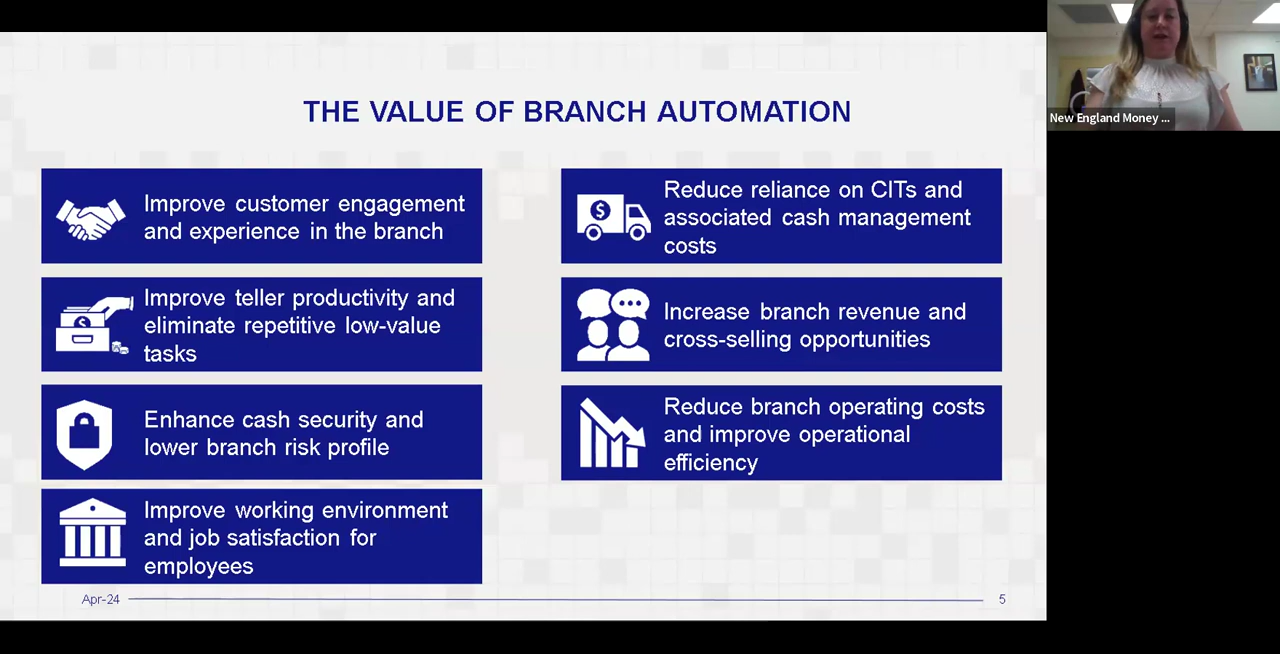 THE VALUE OF BRANCH AUTOMATION
Improve customer engagement
and experience in the branch
Improve teller productivity and
eliminate repetitive low-value
tasks
Enhance cash security and
lower branch risk profile
Improve working environment
and job satisfaction for
employees
Reduce reliance on CITs and
associated cash management
costs
Increase branch revenue and
cross-selling opportunities
Reduce branch operating costs
and improve operational
efficiency
Apr-24
5
New England Money ...